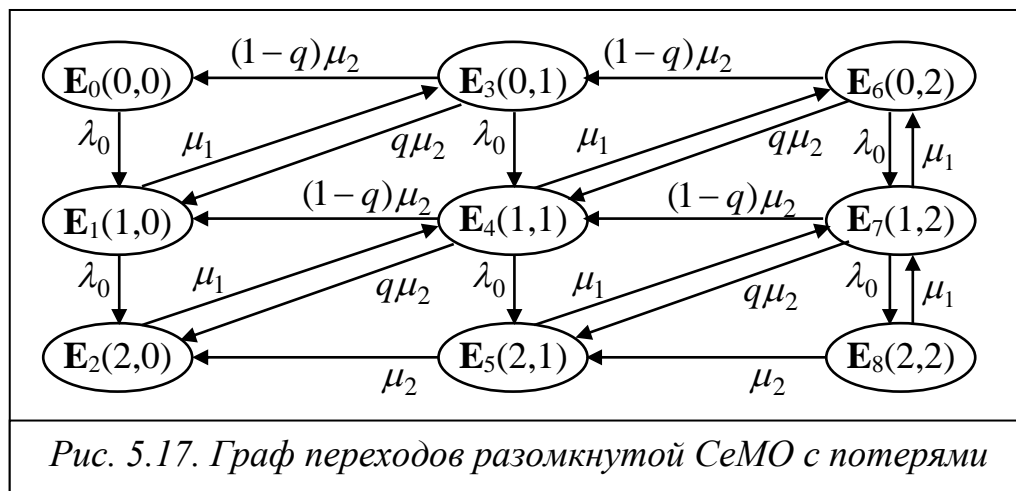 (1−q)μ₂ (1−q)μ₂
E₀(0,0) E₃(0,1) E₆(0,2)
λ₀ μ₁ qμ₂ λ₀ μ₁ qμ₂ λ₀ μ₁
(1−q)μ₂ (1−q)μ₂
E₁(1,0) E₄(1,1) E₇(1,2)
λ₀ μ₁ qμ₂ λ₀ μ₁ qμ₂ λ₀ μ₁
E₂(2,0) E₅(2,1) E₈(2,2)
μ₂ μ₂
Рис. 5.17. Граф переходов разомкнутой СеМО с потерями